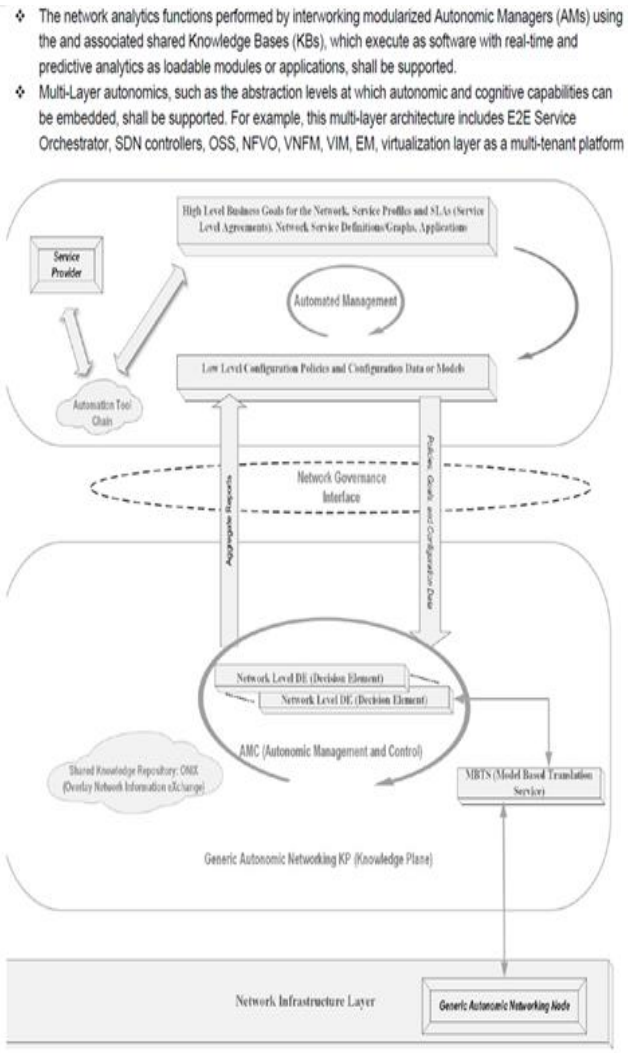 ❖ The network analytics functions performed by interworking modularized Autonomic Managers (AMs) using
the and associated shared Knowledge Bases (KBs), which execute as software with real-time and
predictive analytics as loadable modules or applications, shall be supported.
❖ Multi-Layer autonomics, such as the abstraction levels at which autonomic and cognitive capabilities can
be embedded, shall be supported. For example, this multi-layer architecture includes E2E Service
Orchestrator, SDN controllers, OSS, NFVO, VNFM, VIM, EM, virtualization layer as a multi-tenant platform
High Level Business Goals for the Network, Service Profiles and SLAs (Service
Level Agreements), Network Service Definitions/Graphs, Applications
Service
Provider
Automated Management
Low Level Configuration Policies and Configuration Data or Models
Automation Tool
Chain
Network Governance
Interface
Aggregate Reports
Policies, Goals, and Configuration Data
Network Level DE (Decision Element)
Network Level DE (Decision Element)
AMC (Autonomic Management and Control)
Shared Knowledge Repository: ONIX
(Overlay Network Information eXchange)
MBTS (Model Based Translation
Service)
Generic Autonomic Networking KP (Knowledge Plane)
Network Infrastructure Layer
Generic Autonomic Networking Node